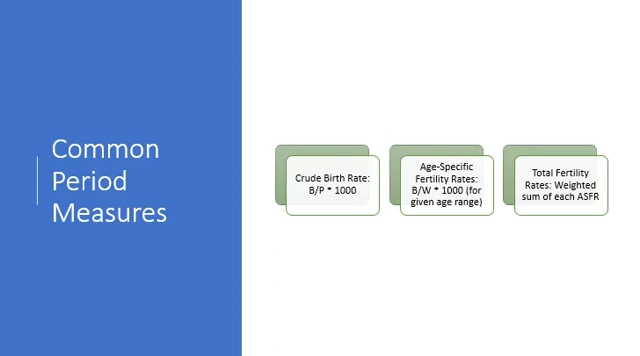 Common
Period
Measures
Crude Birth Rate:
B/P * 1000
Age-Specific
Fertility Rates:
B/W * 1000 (for
given age range)
Total Fertility
Rates: Weighted
sum of each ASFR